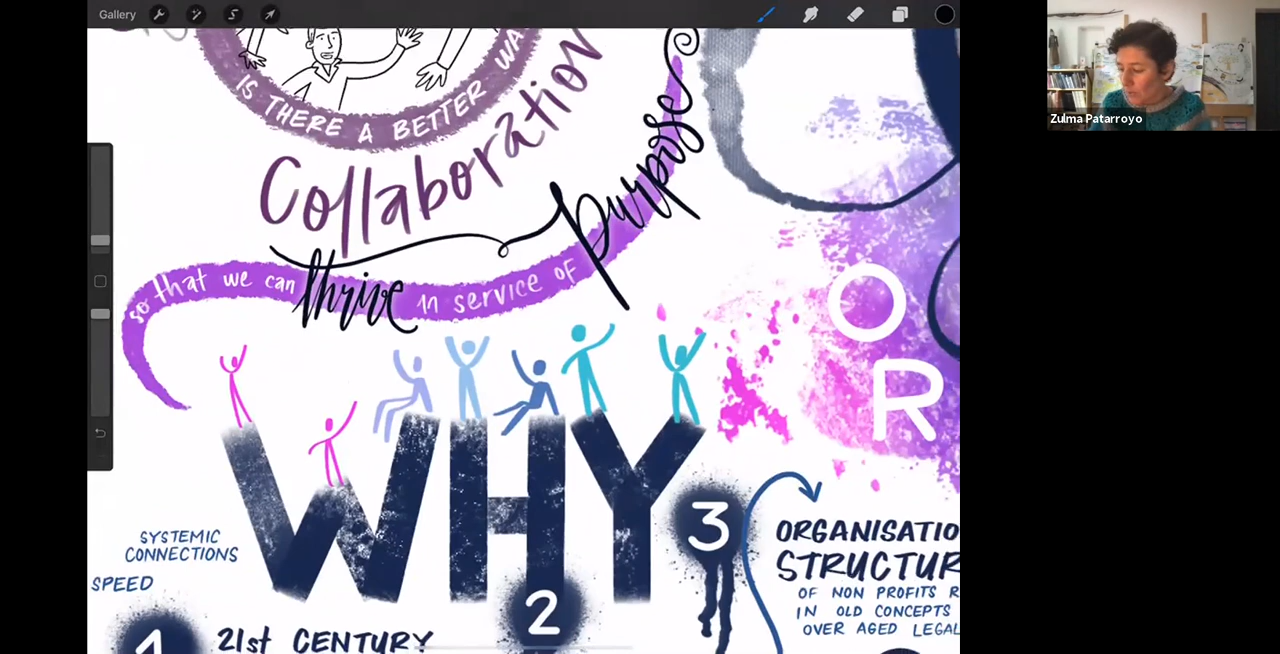 Gallery
Zulma Patarroyo
IS THERE A BETTER WA
Collaboration
so that we can thrive in service of purpose
O
R
WHY
SYSTEMIC
CONNECTIONS
SPEED
1
21st CENTURY
2
3
ORGANISATIO
STRUCTUR
OF NON PROFITS R
IN OLD CONCEPTS
OVER AGED LEGAL